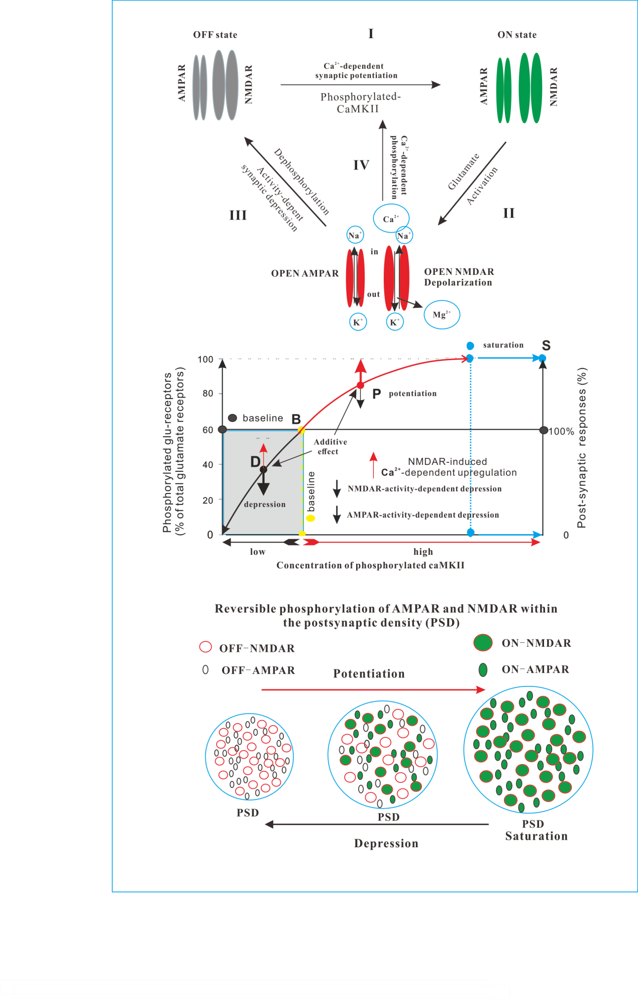 I
OFF state
ON state
AMPAR
NMDAR
Ca²⁺-dependent
synaptic potentiation
Phosphorylated-
CaMKII
AMPAR
NMDAR
Dephosphorylation
Activity-depent
synaptic depression
III
IV
Ca²⁺-dependent
phosphorylation
Glutamate
Activation
II
Ca²⁺
Na⁺
Na⁺
in
OPEN AMPAR
OPEN NMDAR
Depolarization
out
K⁺
K⁺
Mg²⁺
saturation
S
100
80
60
40
20
0
Phosphorylated glu-receptors
(% of total glutamate receptors)
P
potentiation
baseline
B
100%
Additive
effect
D
depression
baseline
NMDAR-induced
Ca²⁺-dependent upregulation
NMDAR-activity-dependent depression
AMPAR-activity-dependent depression
Post-synaptic responses (%)
0
low
high
Concentration of phosphorylated caMKII
Reversible phosphorylation of AMPAR and NMDAR within
the postsynaptic density (PSD)
OFF-NMDAR
ON-NMDAR
OFF-AMPAR
ON-AMPAR
Potentiation
PSD
PSD
PSD
Saturation
Depression